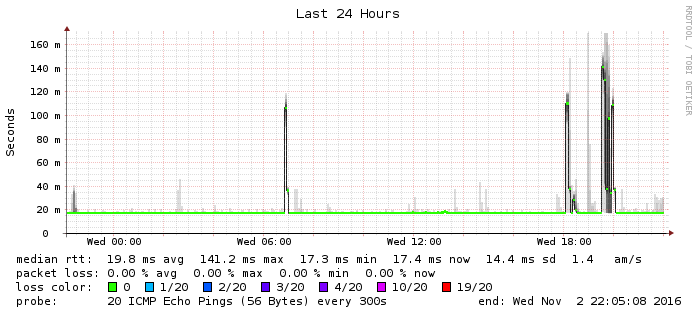 Last 24 Hours
RRDTOOL / TOBI OETIKER
Seconds
160 m
140 m
120 m
100 m
80 m
60 m
40 m
20 m
0
Wed 00:00 Wed 06:00 Wed 12:00 Wed 18:00
median rtt: 19.8 ms avg 141.2 ms max 17.3 ms min 17.4 ms now 14.4 ms sd 1.4 am/s
packet loss: 0.00 % avg 0.00 % max 0.00 % min 0.00 % now
loss color: 0 1/20 2/20 3/20 4/20 10/20 19/20
probe: 20 ICMP Echo Pings (56 Bytes) every 300s end: Wed Nov 2 22:05:08 2016